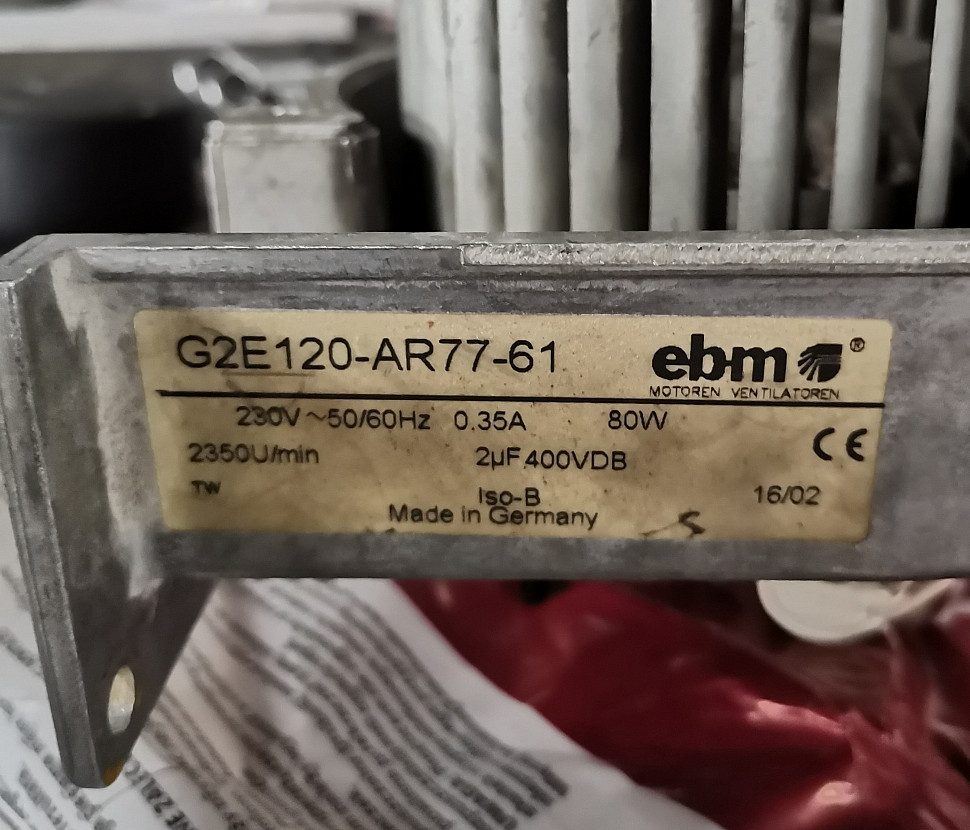 G2E120-AR77-61
ebm ®
MOTOREN VENTILATOREN
230V ~50/60Hz 0.35A 80W
2350U/min 2µF 400VDB
CE
TW Iso-B 16/02
Made in Germany